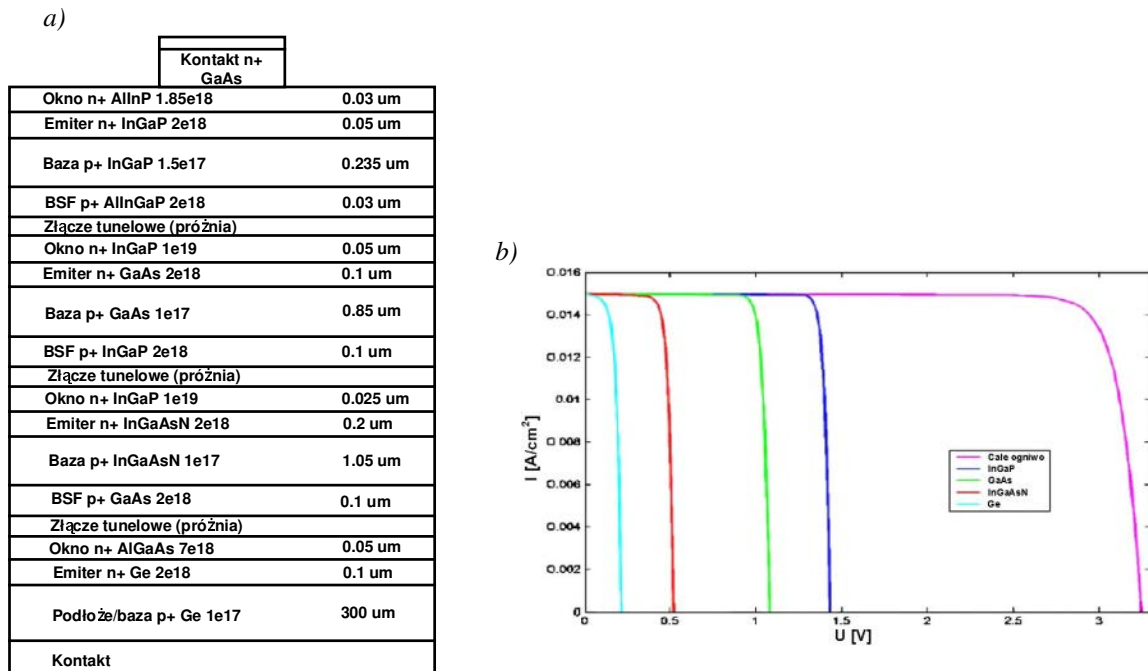 a)
Kontakt n+
GaAs
Okno n+ AlInP 1.85e18 0.03 um
Emiter n+ InGaP 2e18 0.05 um
Baza p+ InGaP 1.5e17 0.235 um
BSF p+ AlInGaP 2e18 0.03 um
Złącze tunelowe (próżnia)
Okno n+ InGaP 1e19 0.05 um
Emiter n+ GaAs 2e18 0.1 um
Baza p+ GaAs 1e17 0.85 um
BSF p+ InGaP 2e18 0.1 um
Złącze tunelowe (próżnia)
Okno n+ InGaP 1e19 0.025 um
Emiter n+ InGaAsN 2e18 0.2 um
Baza p+ InGaAsN 1e17 1.05 um
BSF p+ GaAs 2e18 0.1 um
Złącze tunelowe (próżnia)
Okno n+ AlGaAs 7e18 0.05 um
Emiter n+ Ge 2e18 0.1 um
Podłoże/baza p+ Ge 1e17 300 um
Kontakt
b)
0.016
0.014
0.012
0.01
0.008
0.006
0.004
0.002
0
I [A/cm²]
0 0.5 1 1.5 2 2.5 3
U [V]
Cale ogniwo
InGaP
GaAs
InGaAsN
Ge